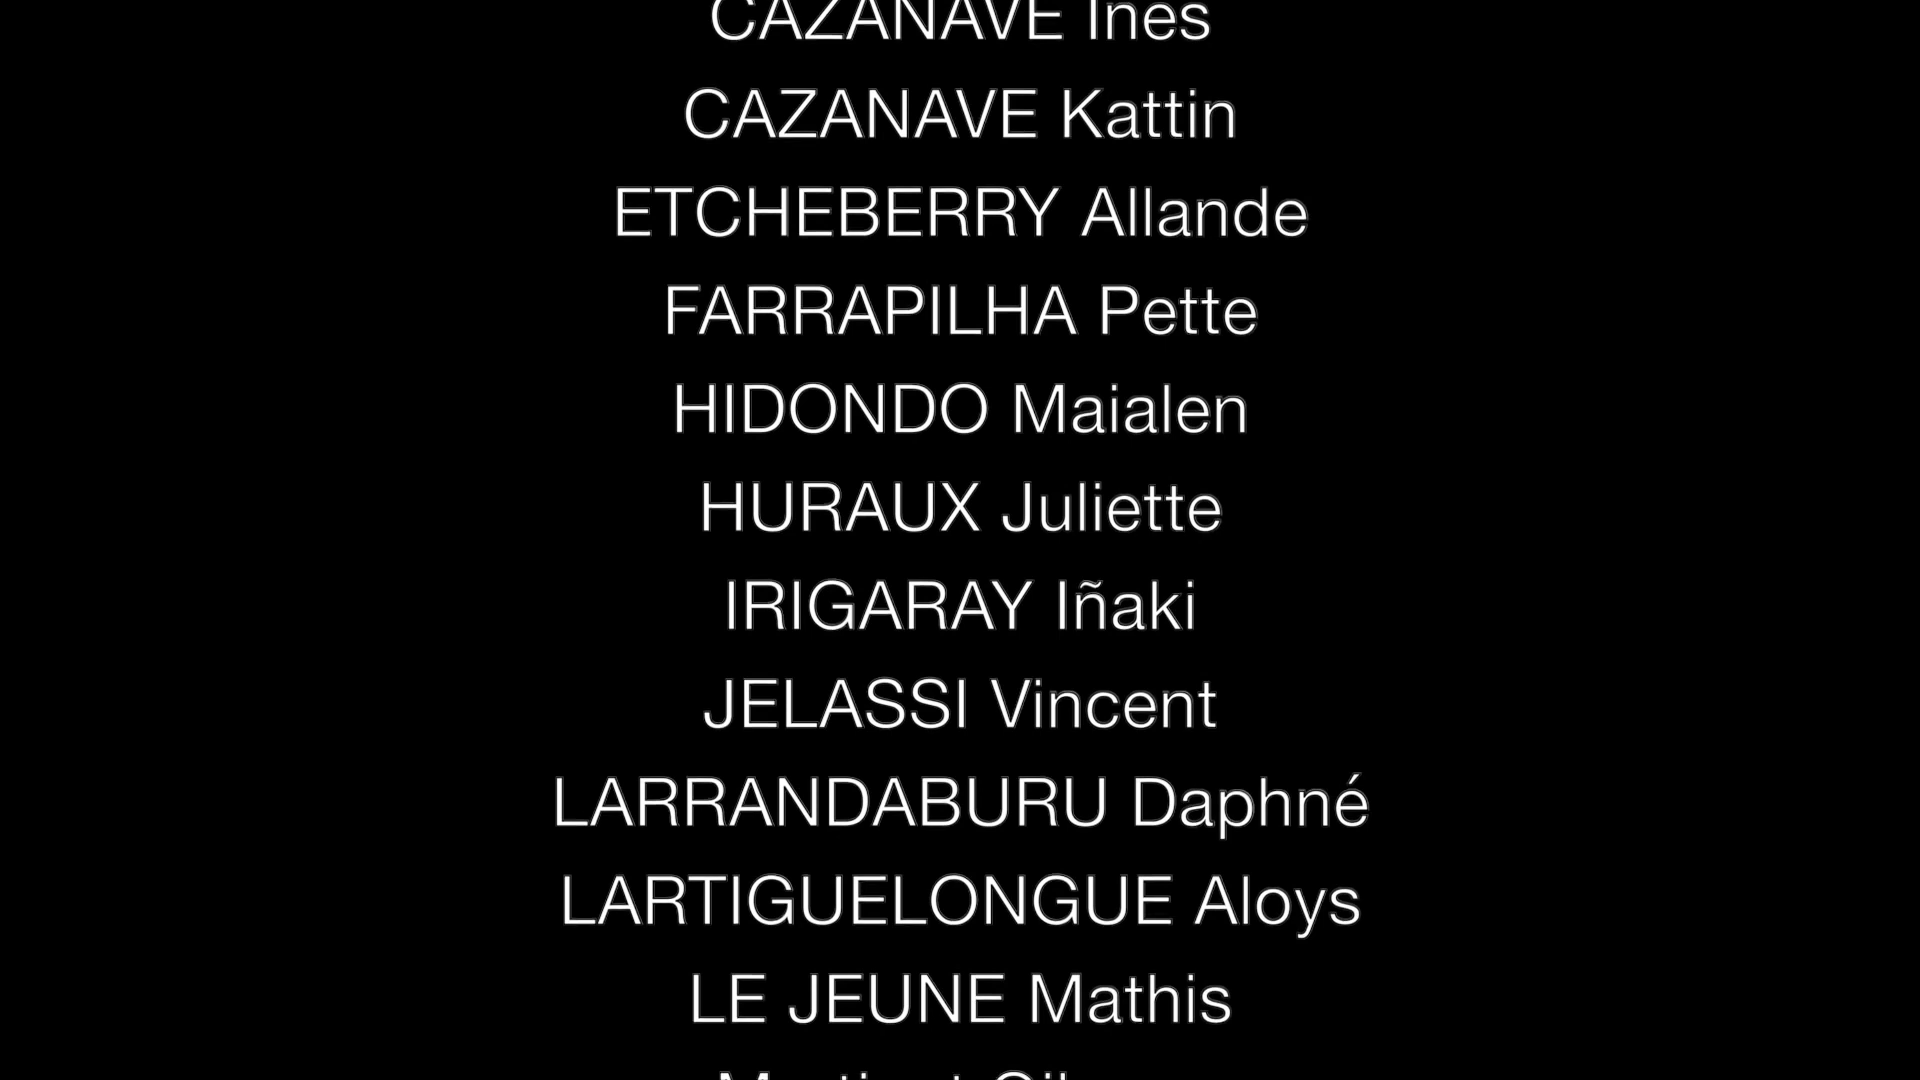 CAZANAVE Ines
CAZANAVE Kattin
ETCHEBERRY Allande
FARRAPILHA Pette
HIDONDO Maialen
HURAUX Juliette
IRIGARAY Iñaki
JELASSI Vincent
LARRANDABURU Daphné
LARTIGUELONGUE Aloys
LE JEUNE Mathis